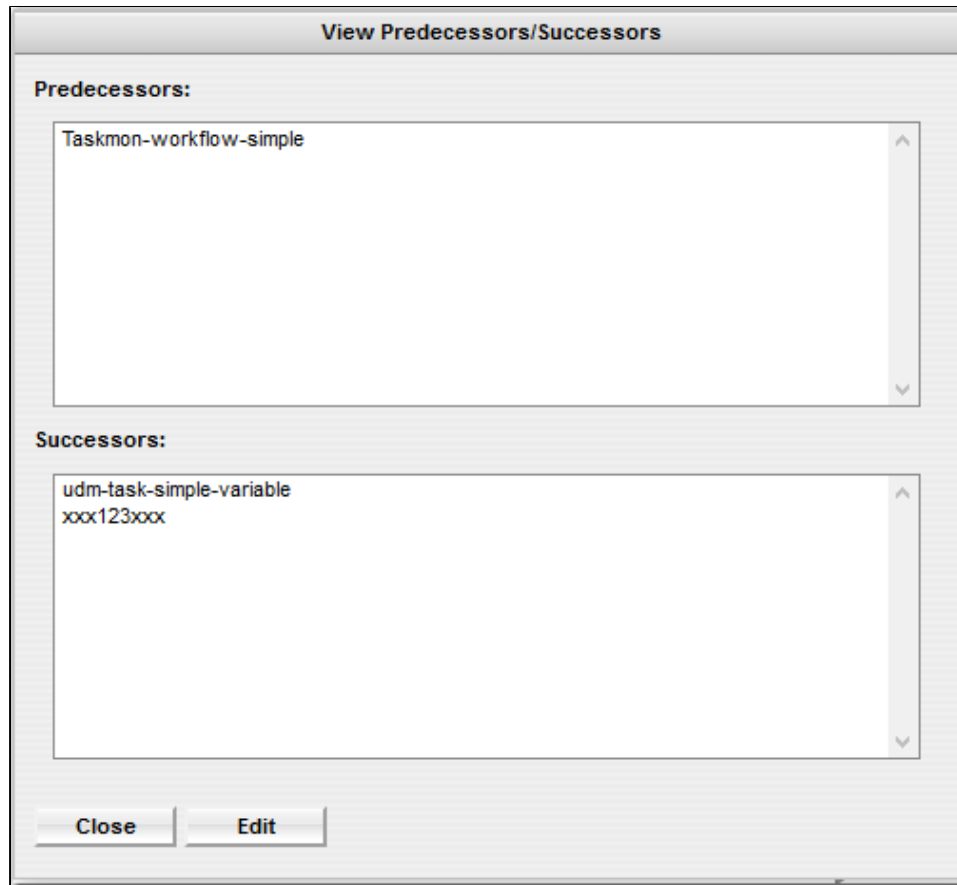 View Predecessors/Successors
Predecessors:
Taskmon-workflow-simple
Successors:
udm-task-simple-variable
xxx123xxx
Close Edit